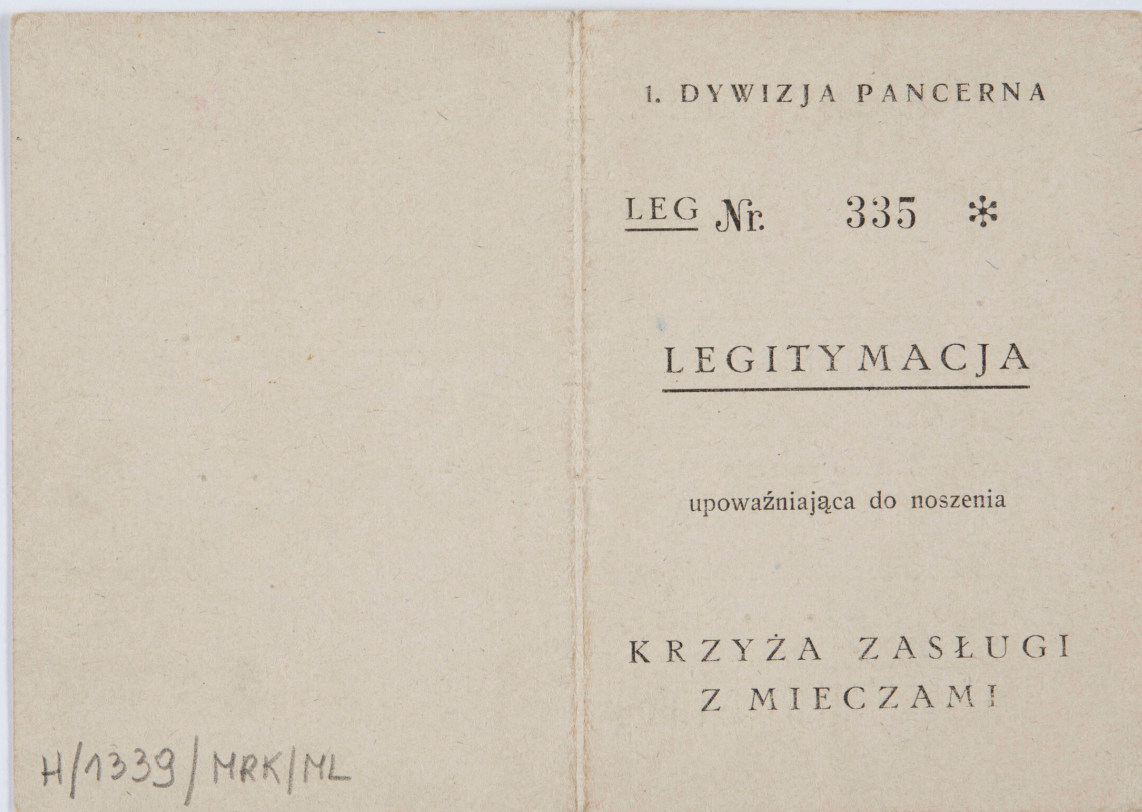 1. DYWIZJA PANCERNA
LEG Nr. 335 *
LEGITYMACJA
upoważniająca do noszenia
KRZYŻA ZASŁUGI
Z MIECZAMI
H/1339/MRK/ML